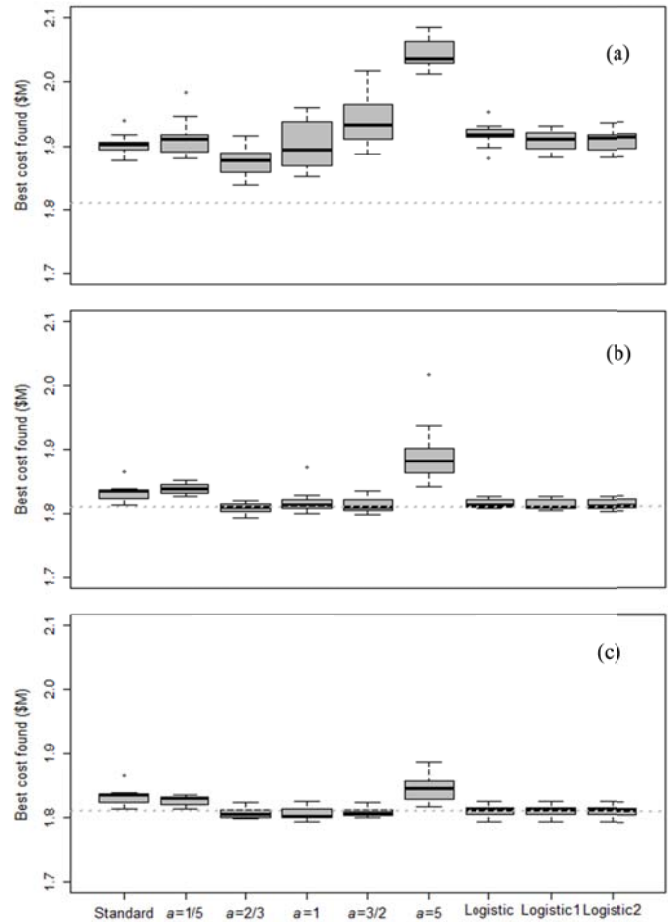 2.1
2.0
1.9
1.8
1.7
Best cost found ($M)
(a)
2.1
2.0
1.9
1.8
1.7
Best cost found ($M)
(b)
2.1
2.0
1.9
1.8
1.7
Best cost found ($M)
(c)
Standard a=1/5 a=2/3 a=1 a=3/2 a=5 Logistic Logistic1 Logistic2